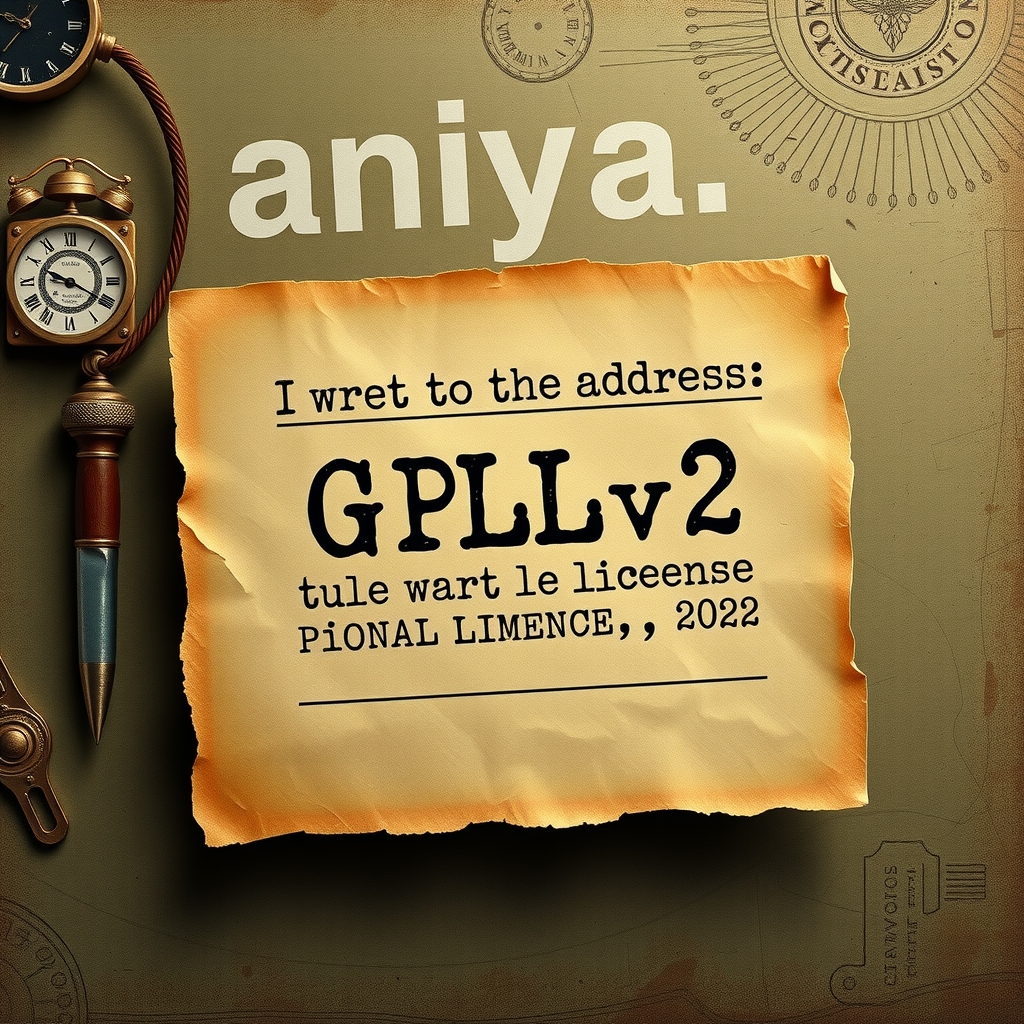 aniya.
I wret to the address:
GPLLv2
tule wart le liceense
PiONAL LIMENCE,, 2022